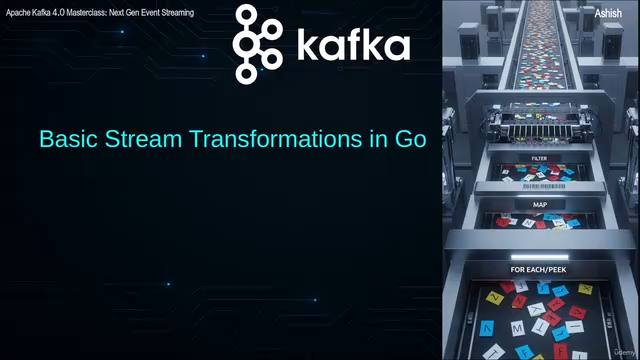 Apache Kafka 4.0 Masterclass: Next Gen Event Streaming
Ashish
kafka
Basic Stream Transformations in Go
FILTER
MAP
FOR EACH/PEEK
N
M
udemy